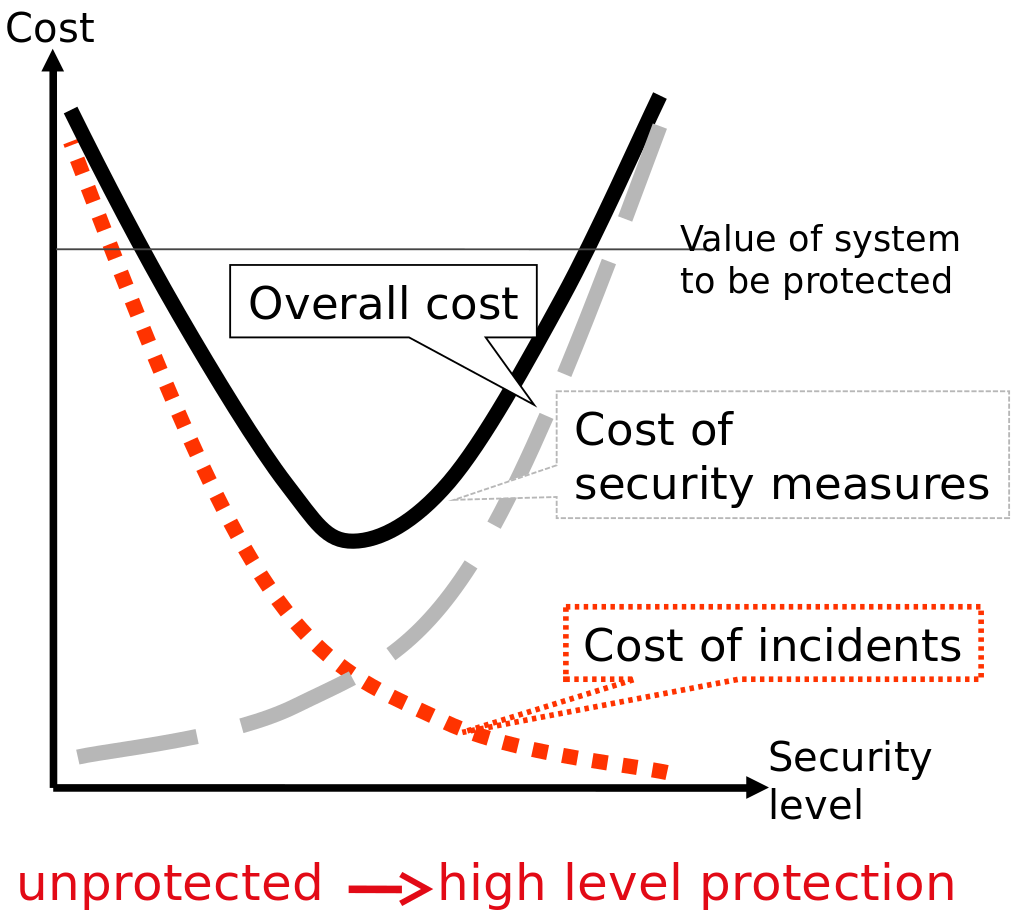 Cost
Value of system
to be protected
Overall cost
Cost of
security measures
Cost of incidents
Security
level
unprotected → high level protection